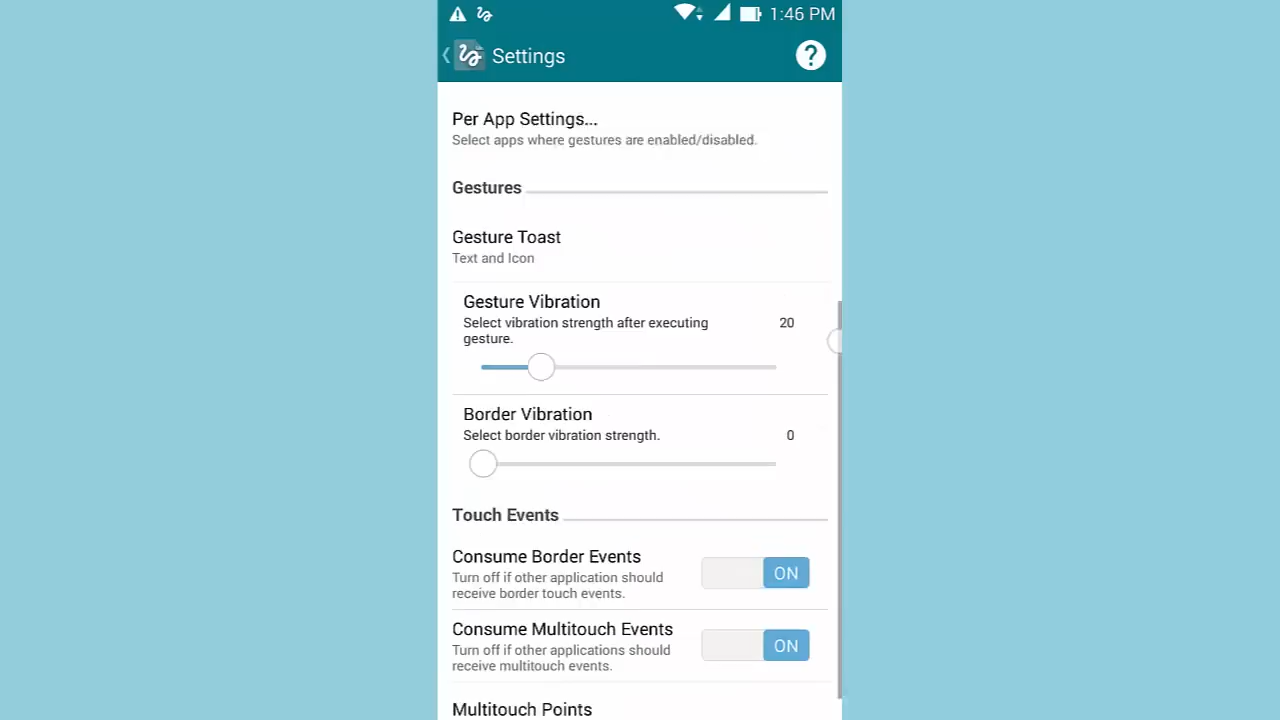 1:46 PM
Settings
?
Per App Settings...
Select apps where gestures are enabled/disabled.
Gestures
Gesture Toast
Text and Icon
Gesture Vibration
Select vibration strength after executing
gesture.
20
Border Vibration
Select border vibration strength.
0
Touch Events
Consume Border Events
Turn off if other application should
receive border touch events.
ON
Consume Multitouch Events
Turn off if other applications should
receive multitouch events.
ON
Multitouch Points